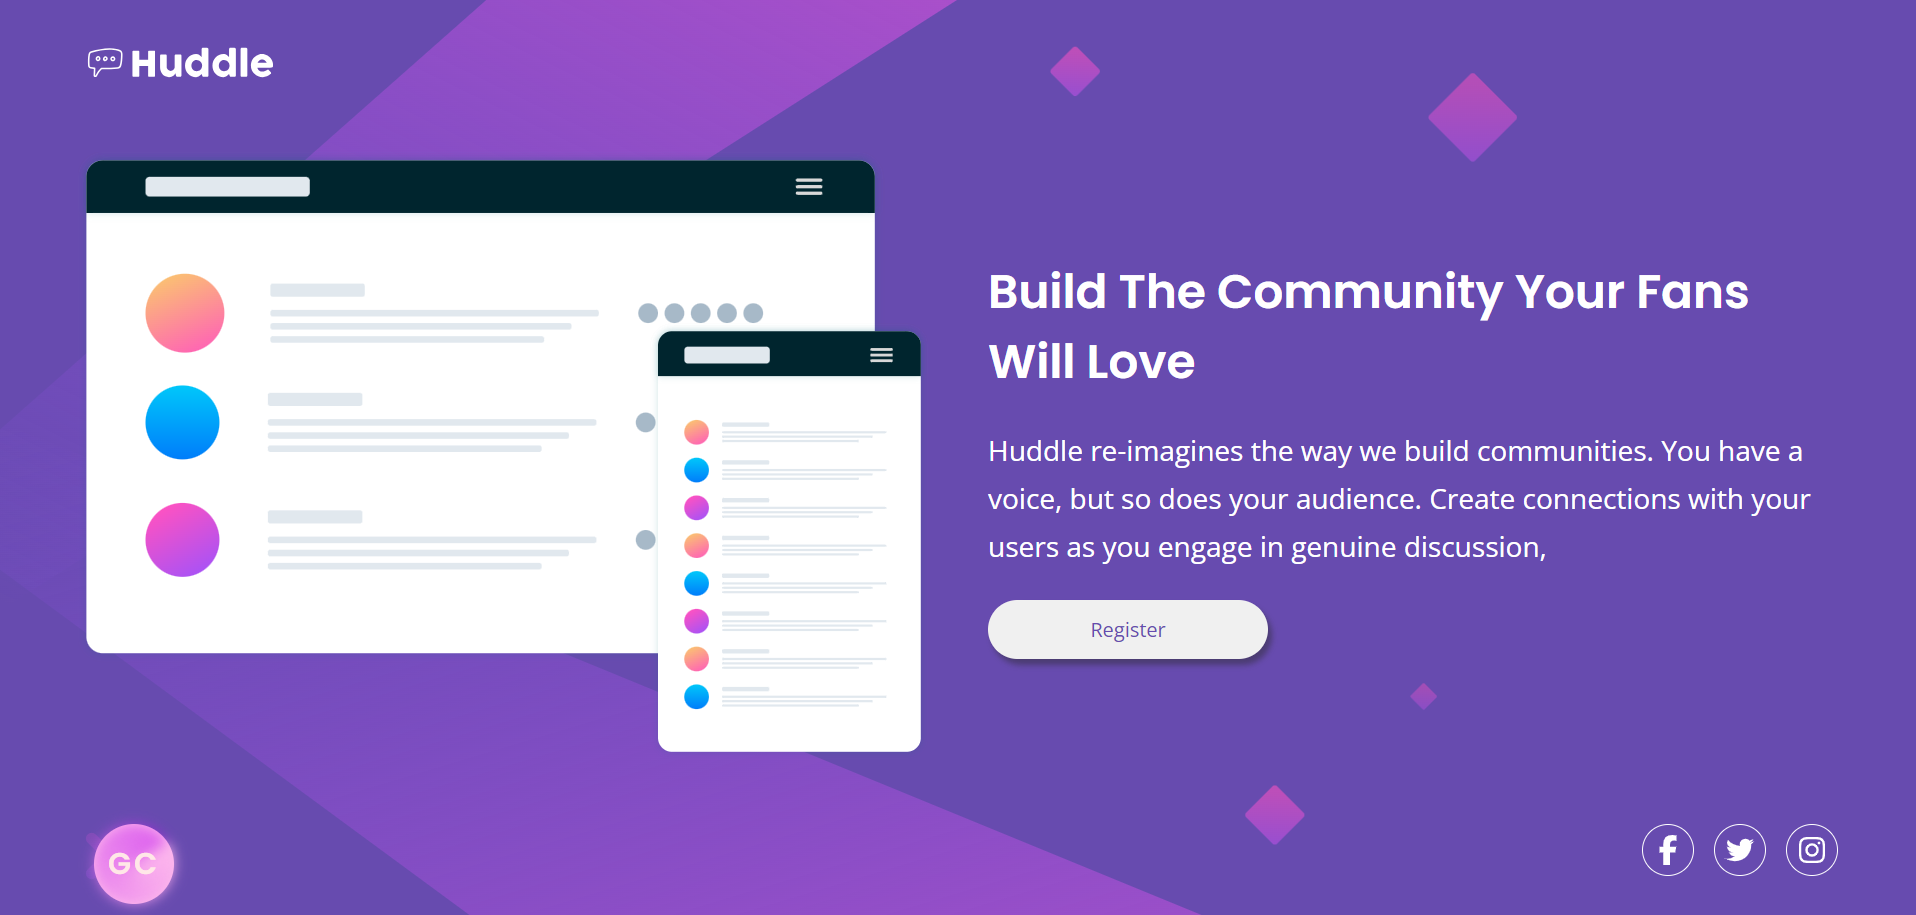 Huddle
Build The Community Your Fans
Will Love
Huddle re-imagines the way we build communities. You have a
voice, but so does your audience. Create connections with your
users as you engage in genuine discussion,
Register
GC